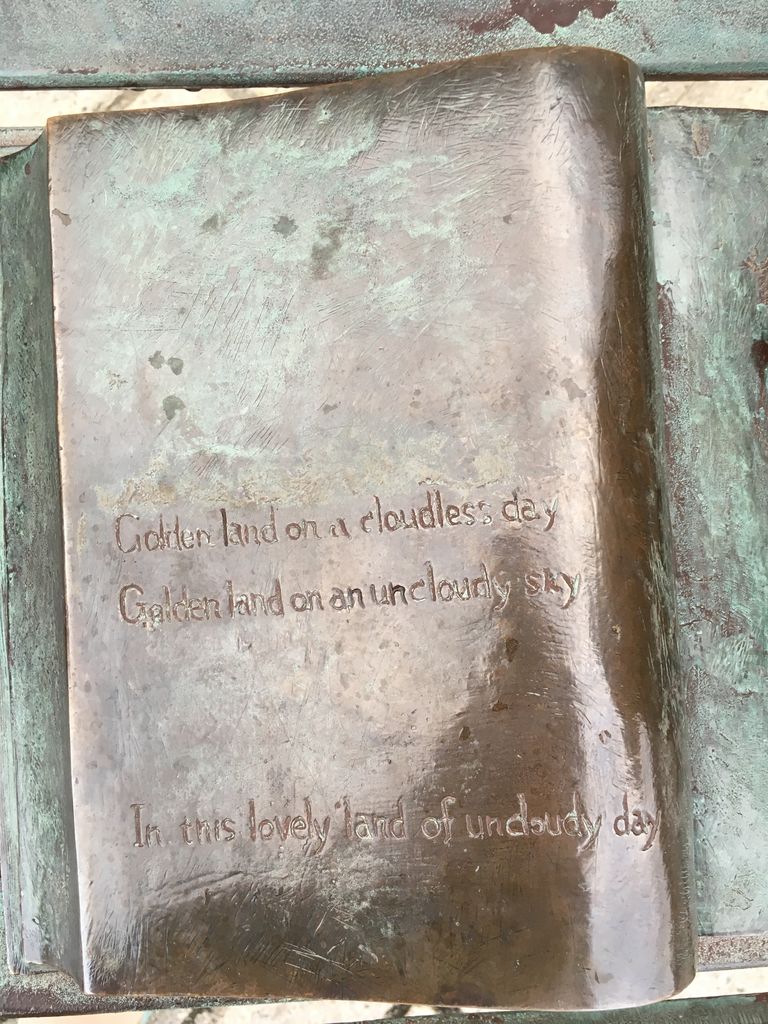 Golden land on a cloudless day
Golden land on an uncloudy sky
In this lovely land of uncloudy day